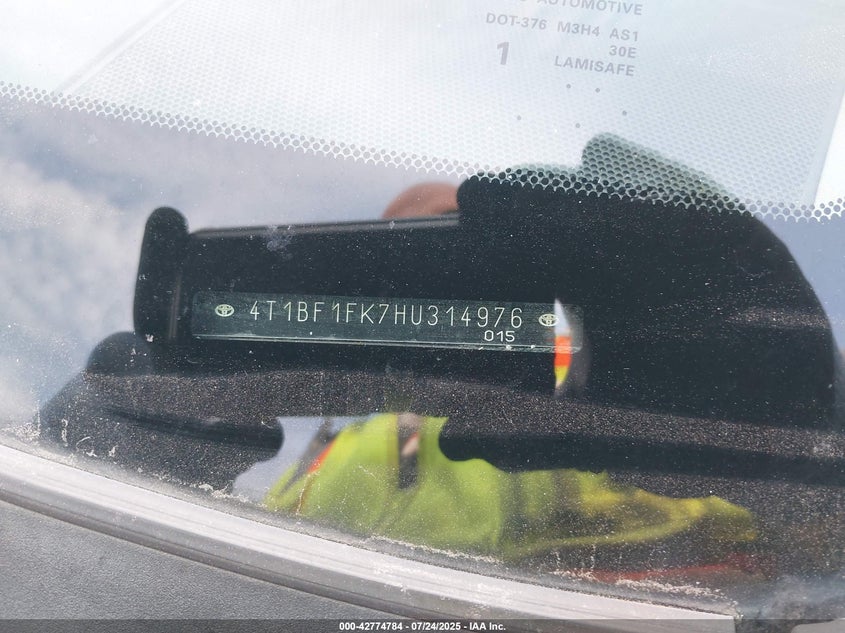 AUTOMOTIVE
DOT-376 M3H4 AS1
30E
1 LAMISAFE
4T1BF1FK7HU314976
015
000-42774784 - 07/24/2025 - IAA Inc.